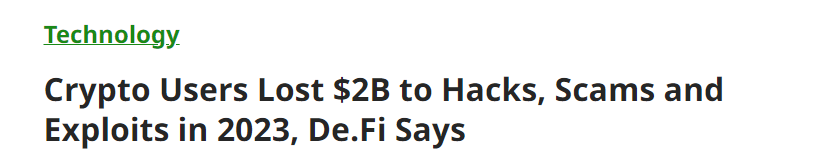 Technology
Crypto Users Lost $2B to Hacks, Scams and
Exploits in 2023, De.Fi Says